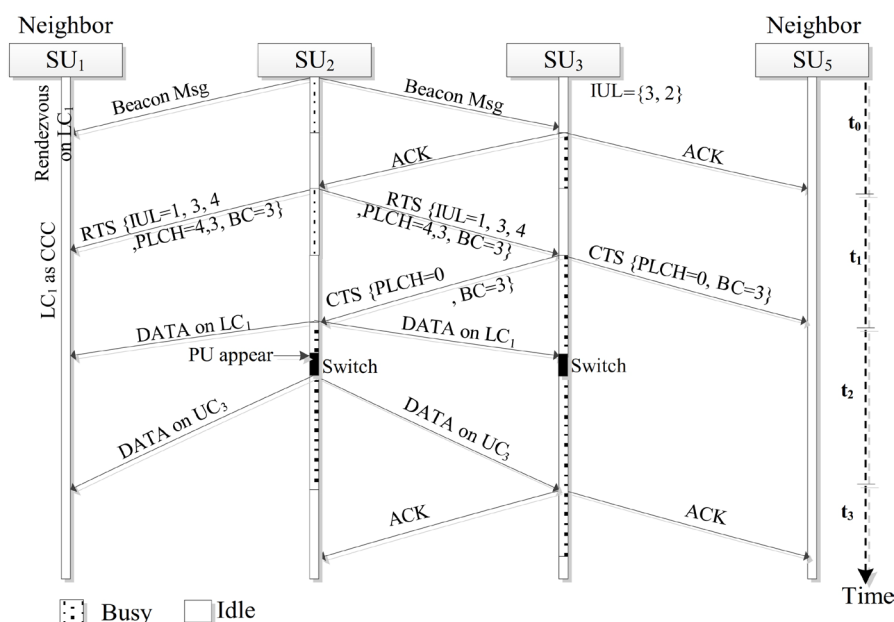 Neighbor
Neighbor
SU1
SU2
SU3
SU5
Rendezvous
on LC1
Beacon Msg
Beacon Msg
IUL={3, 2}
t0
ACK
ACK
LC1 as CCC
RTS {IUL=1, 3, 4
,PLCH=4,3, BC=3}
RTS {IUL=1, 3, 4
,PLCH=4,3, BC=3}
t1
CTS {PLCH=0
, BC=3}
CTS {PLCH=0, BC=3}
DATA on LC1
DATA on LC1
PU appear
Switch
Switch
t2
DATA on UC3
DATA on UC3
ACK
ACK
t3
Time
Busy
Idle